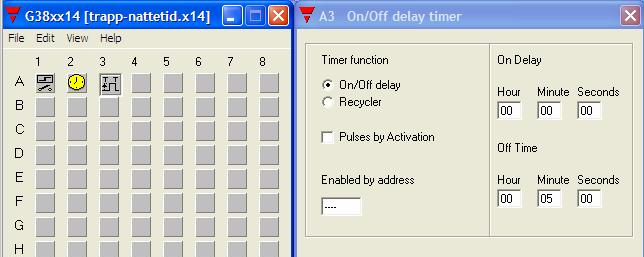 G38xx14 [trapp-nattetid.x14]
File Edit View Help
1 2 3 4 5 6 7 8
A
B
C
D
E
F
G
H
A3 On/Off delay timer
Timer function
On/Off delay
Recycler
Pulses by Activation
Enabled by address
----
On Delay
Hour Minute Seconds
00 00 00
Off Time
Hour Minute Seconds
00 05 00